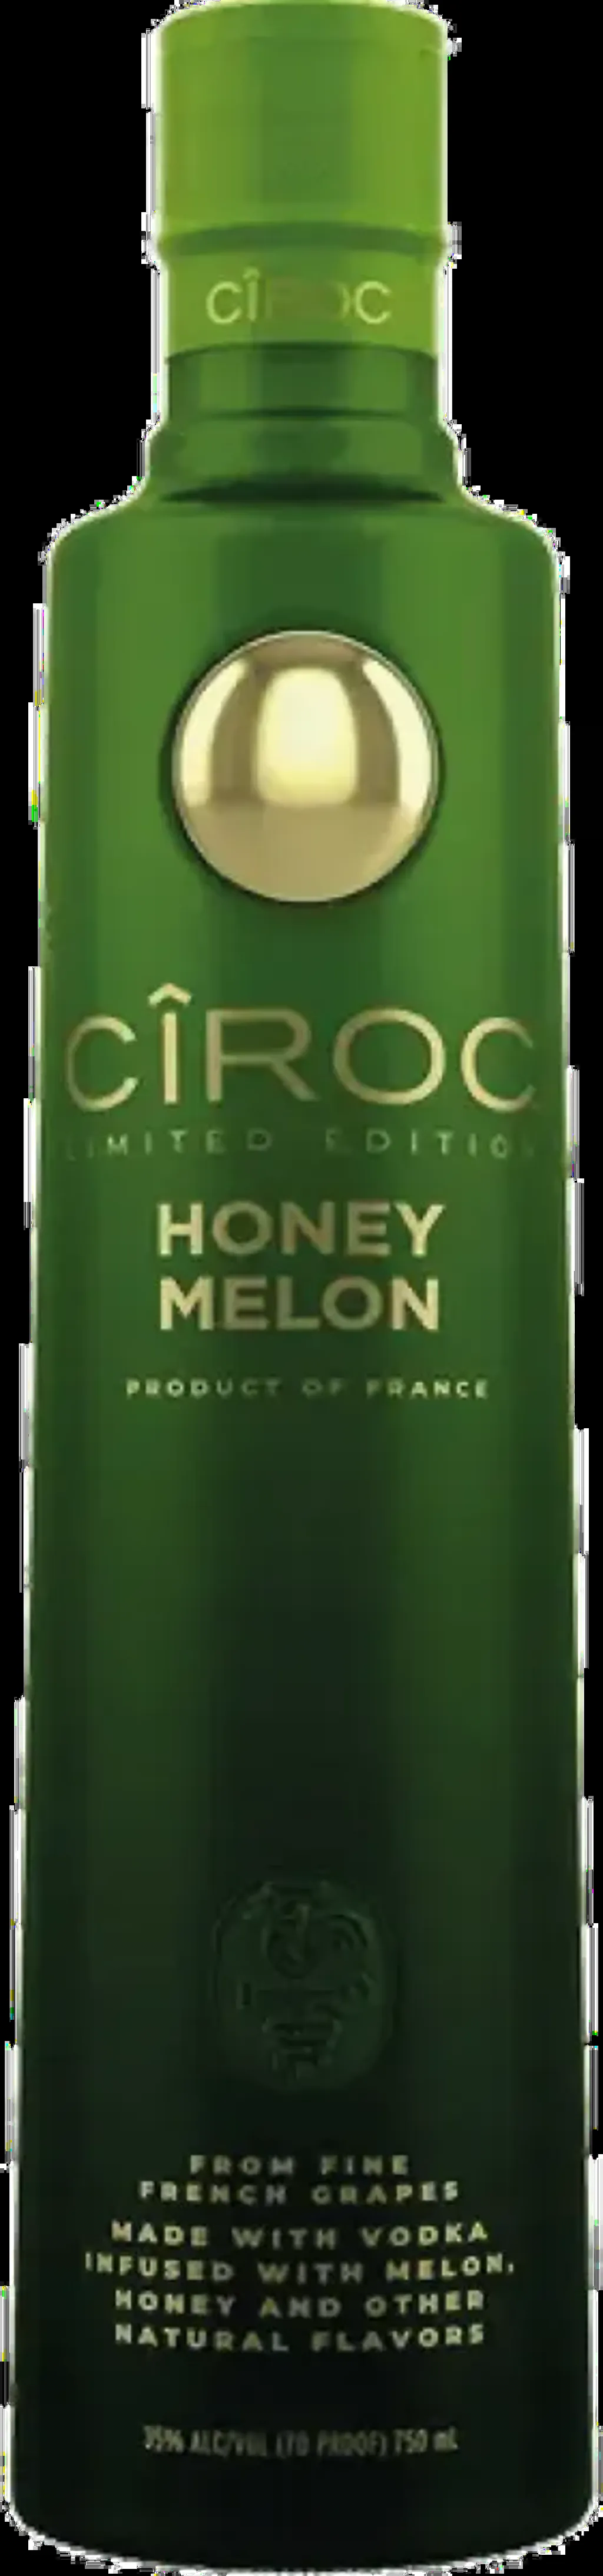 CÎROC
CÎROC
LIMITED EDITION
HONEY
MELON
PRODUCT OF FRANCE
FROM FINE
FRENCH GRAPES
MADE WITH VODKA
INFUSED WITH MELON,
HONEY AND OTHER
NATURAL FLAVORS
35% ALC/VOL (70 PROOF) 750 mL